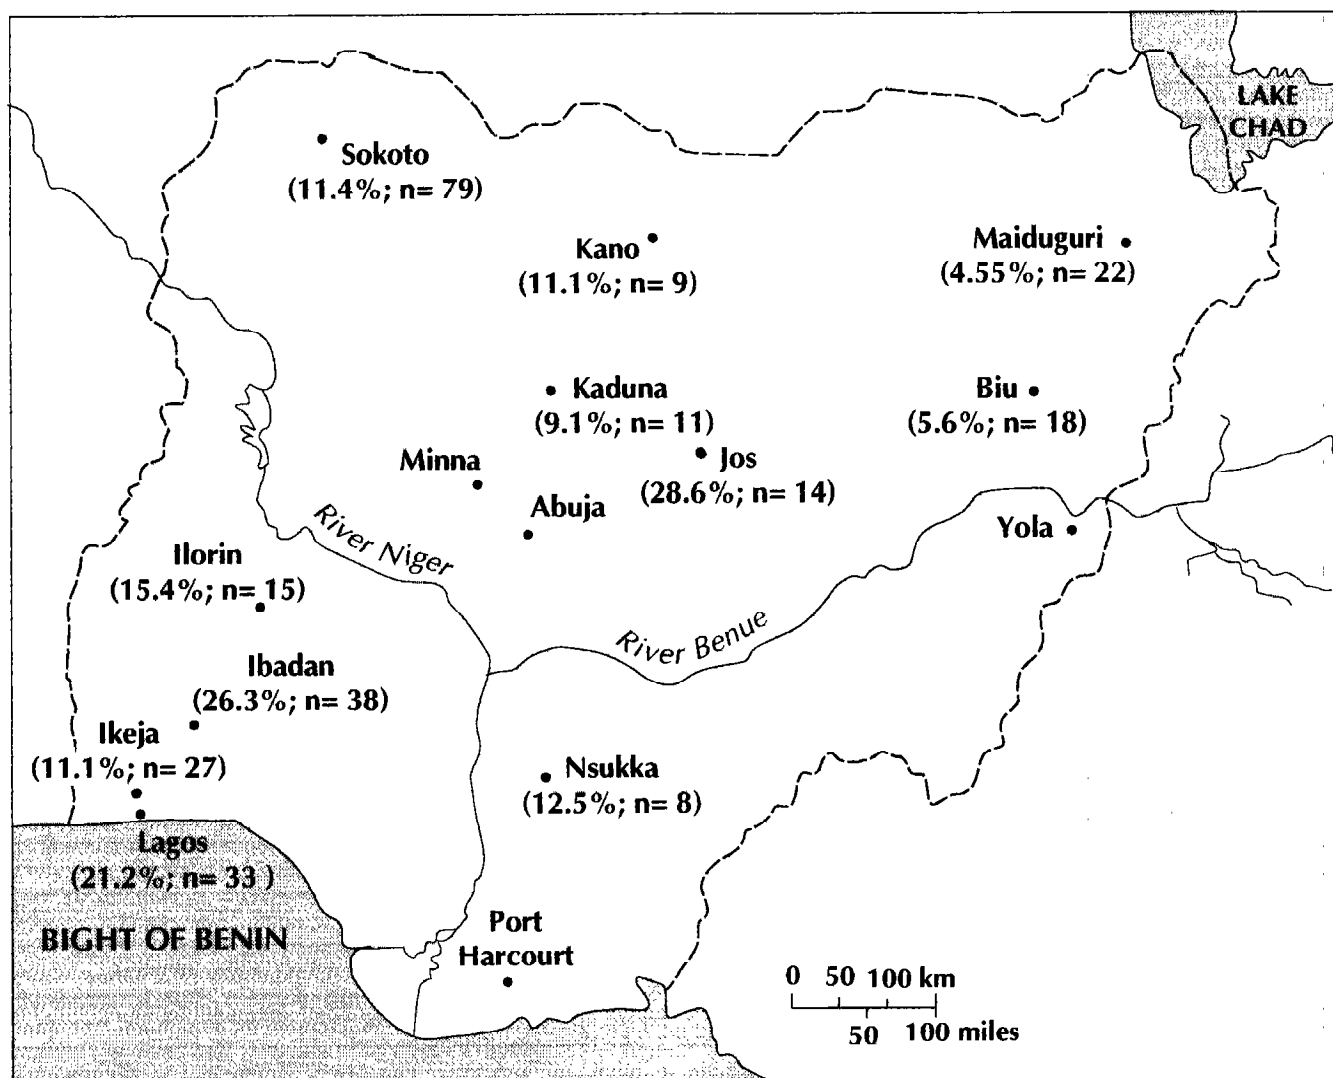 LAKE
CHAD
Sokoto
(11.4%; n= 79)
Kano
(11.1%; n= 9)
Maiduguri
(4.55%; n= 22)
Kaduna
(9.1%; n= 11)
Biu
(5.6%; n= 18)
Jos
(28.6%; n= 14)
Minna
Abuja
Yola
River Niger
Ilorin
(15.4%; n= 15)
River Benue
Ibadan
(26.3%; n= 38)
Ikeja
(11.1%; n= 27)
Nsukka
(12.5%; n= 8)
Lagos
(21.2%; n= 33 )
BIGHT OF BENIN
Port
Harcourt
0 50 100 km
50 100 miles